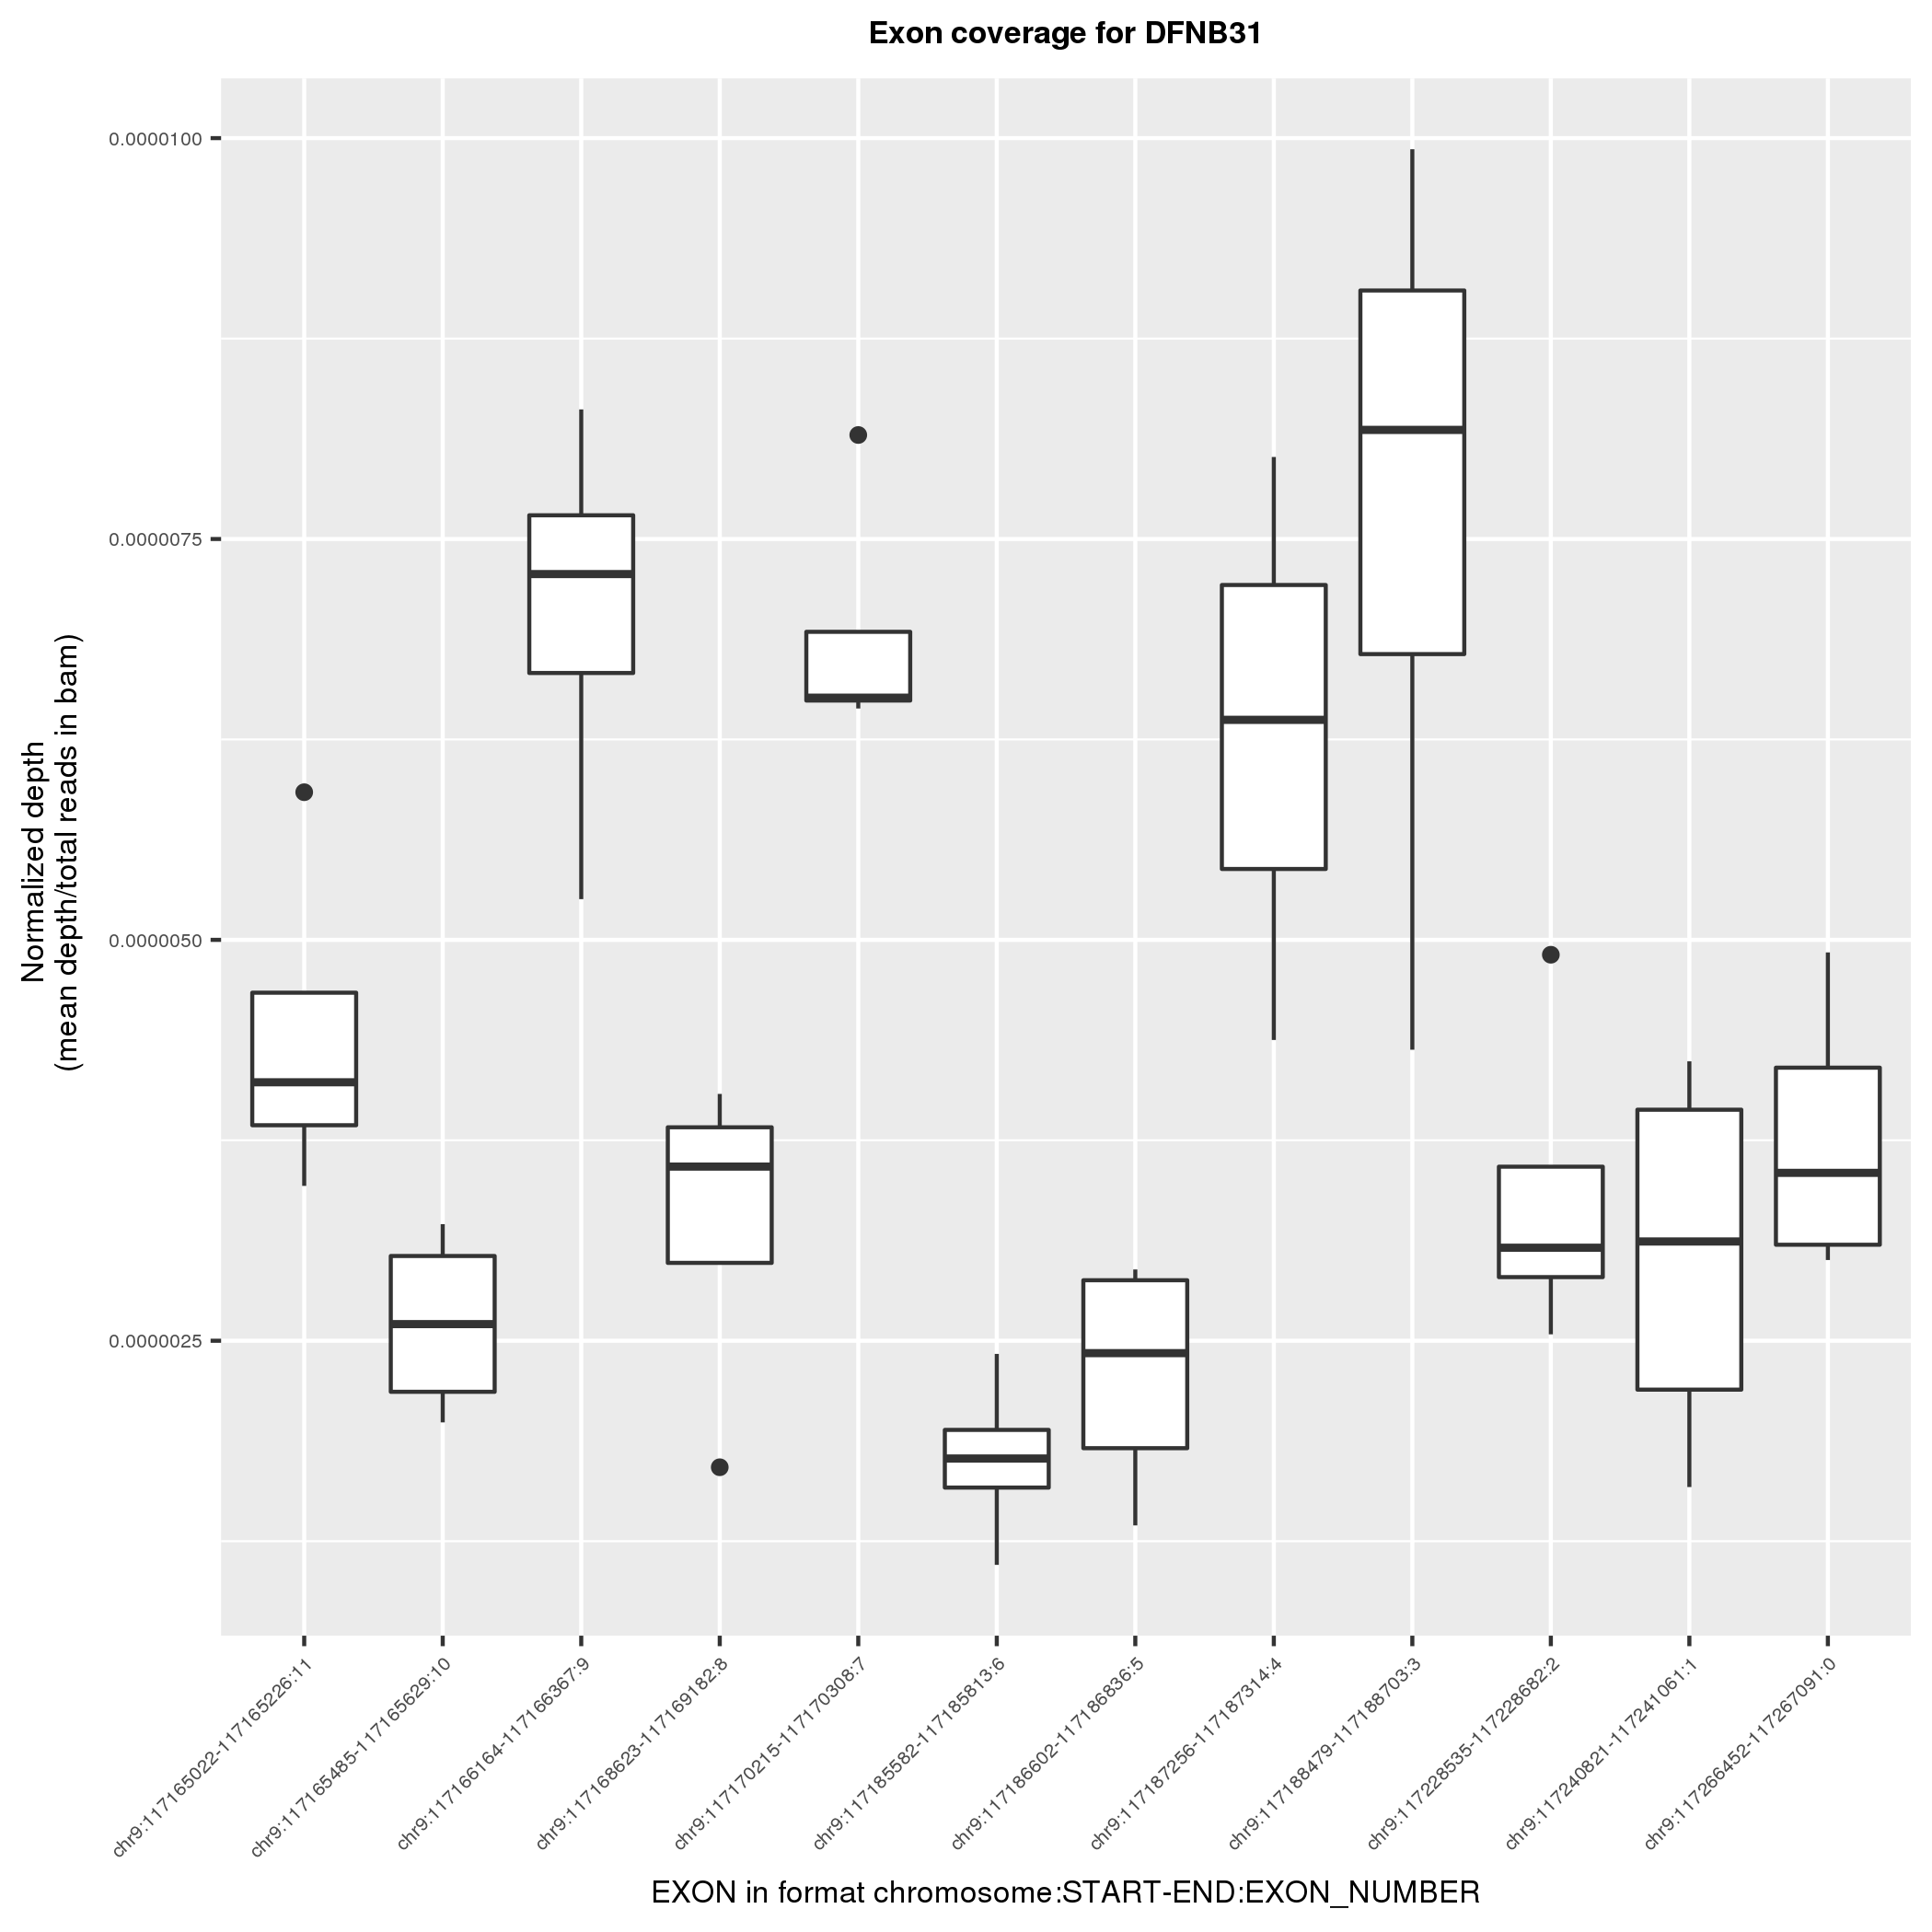 Exon coverage for DFNB31
0.0000100
0.0000075
0.0000050
0.0000025
Normalized depth
(mean depth/total reads in bam)
chr9:117165022-117165226:11
chr9:117165485-117165629:10
chr9:117166164-117166367:9
chr9:117168623-117169182:8
chr9:117170215-117170308:7
chr9:117185582-117185813:6
chr9:117186602-117186836:5
chr9:117187256-117187314:4
chr9:117188479-117188703:3
chr9:117228535-117228682:2
chr9:117240821-117241061:1
chr9:117266452-117267091:0
EXON in format chromosome:START-END:EXON_NUMBER